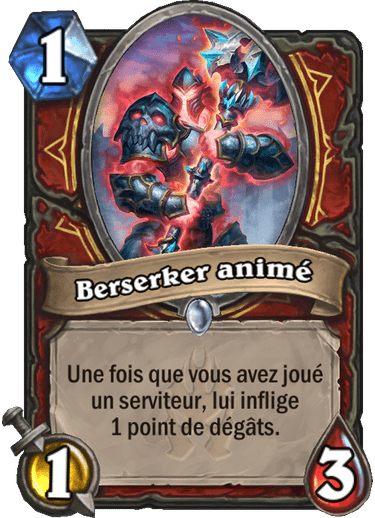 1
Berserker animé
Une fois que vous avez joué
un serviteur, lui inflige
1 point de dégâts.
1
3